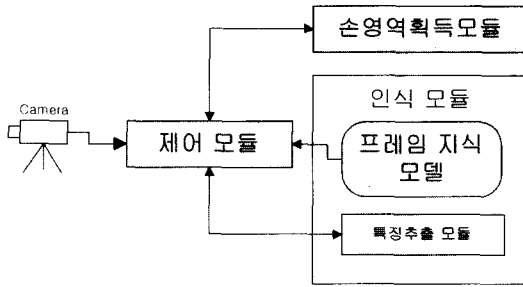 손영역획득모듈
Camera
제어 모듈
인식 모듈
프레임 지식
모델
특징추출 모듈